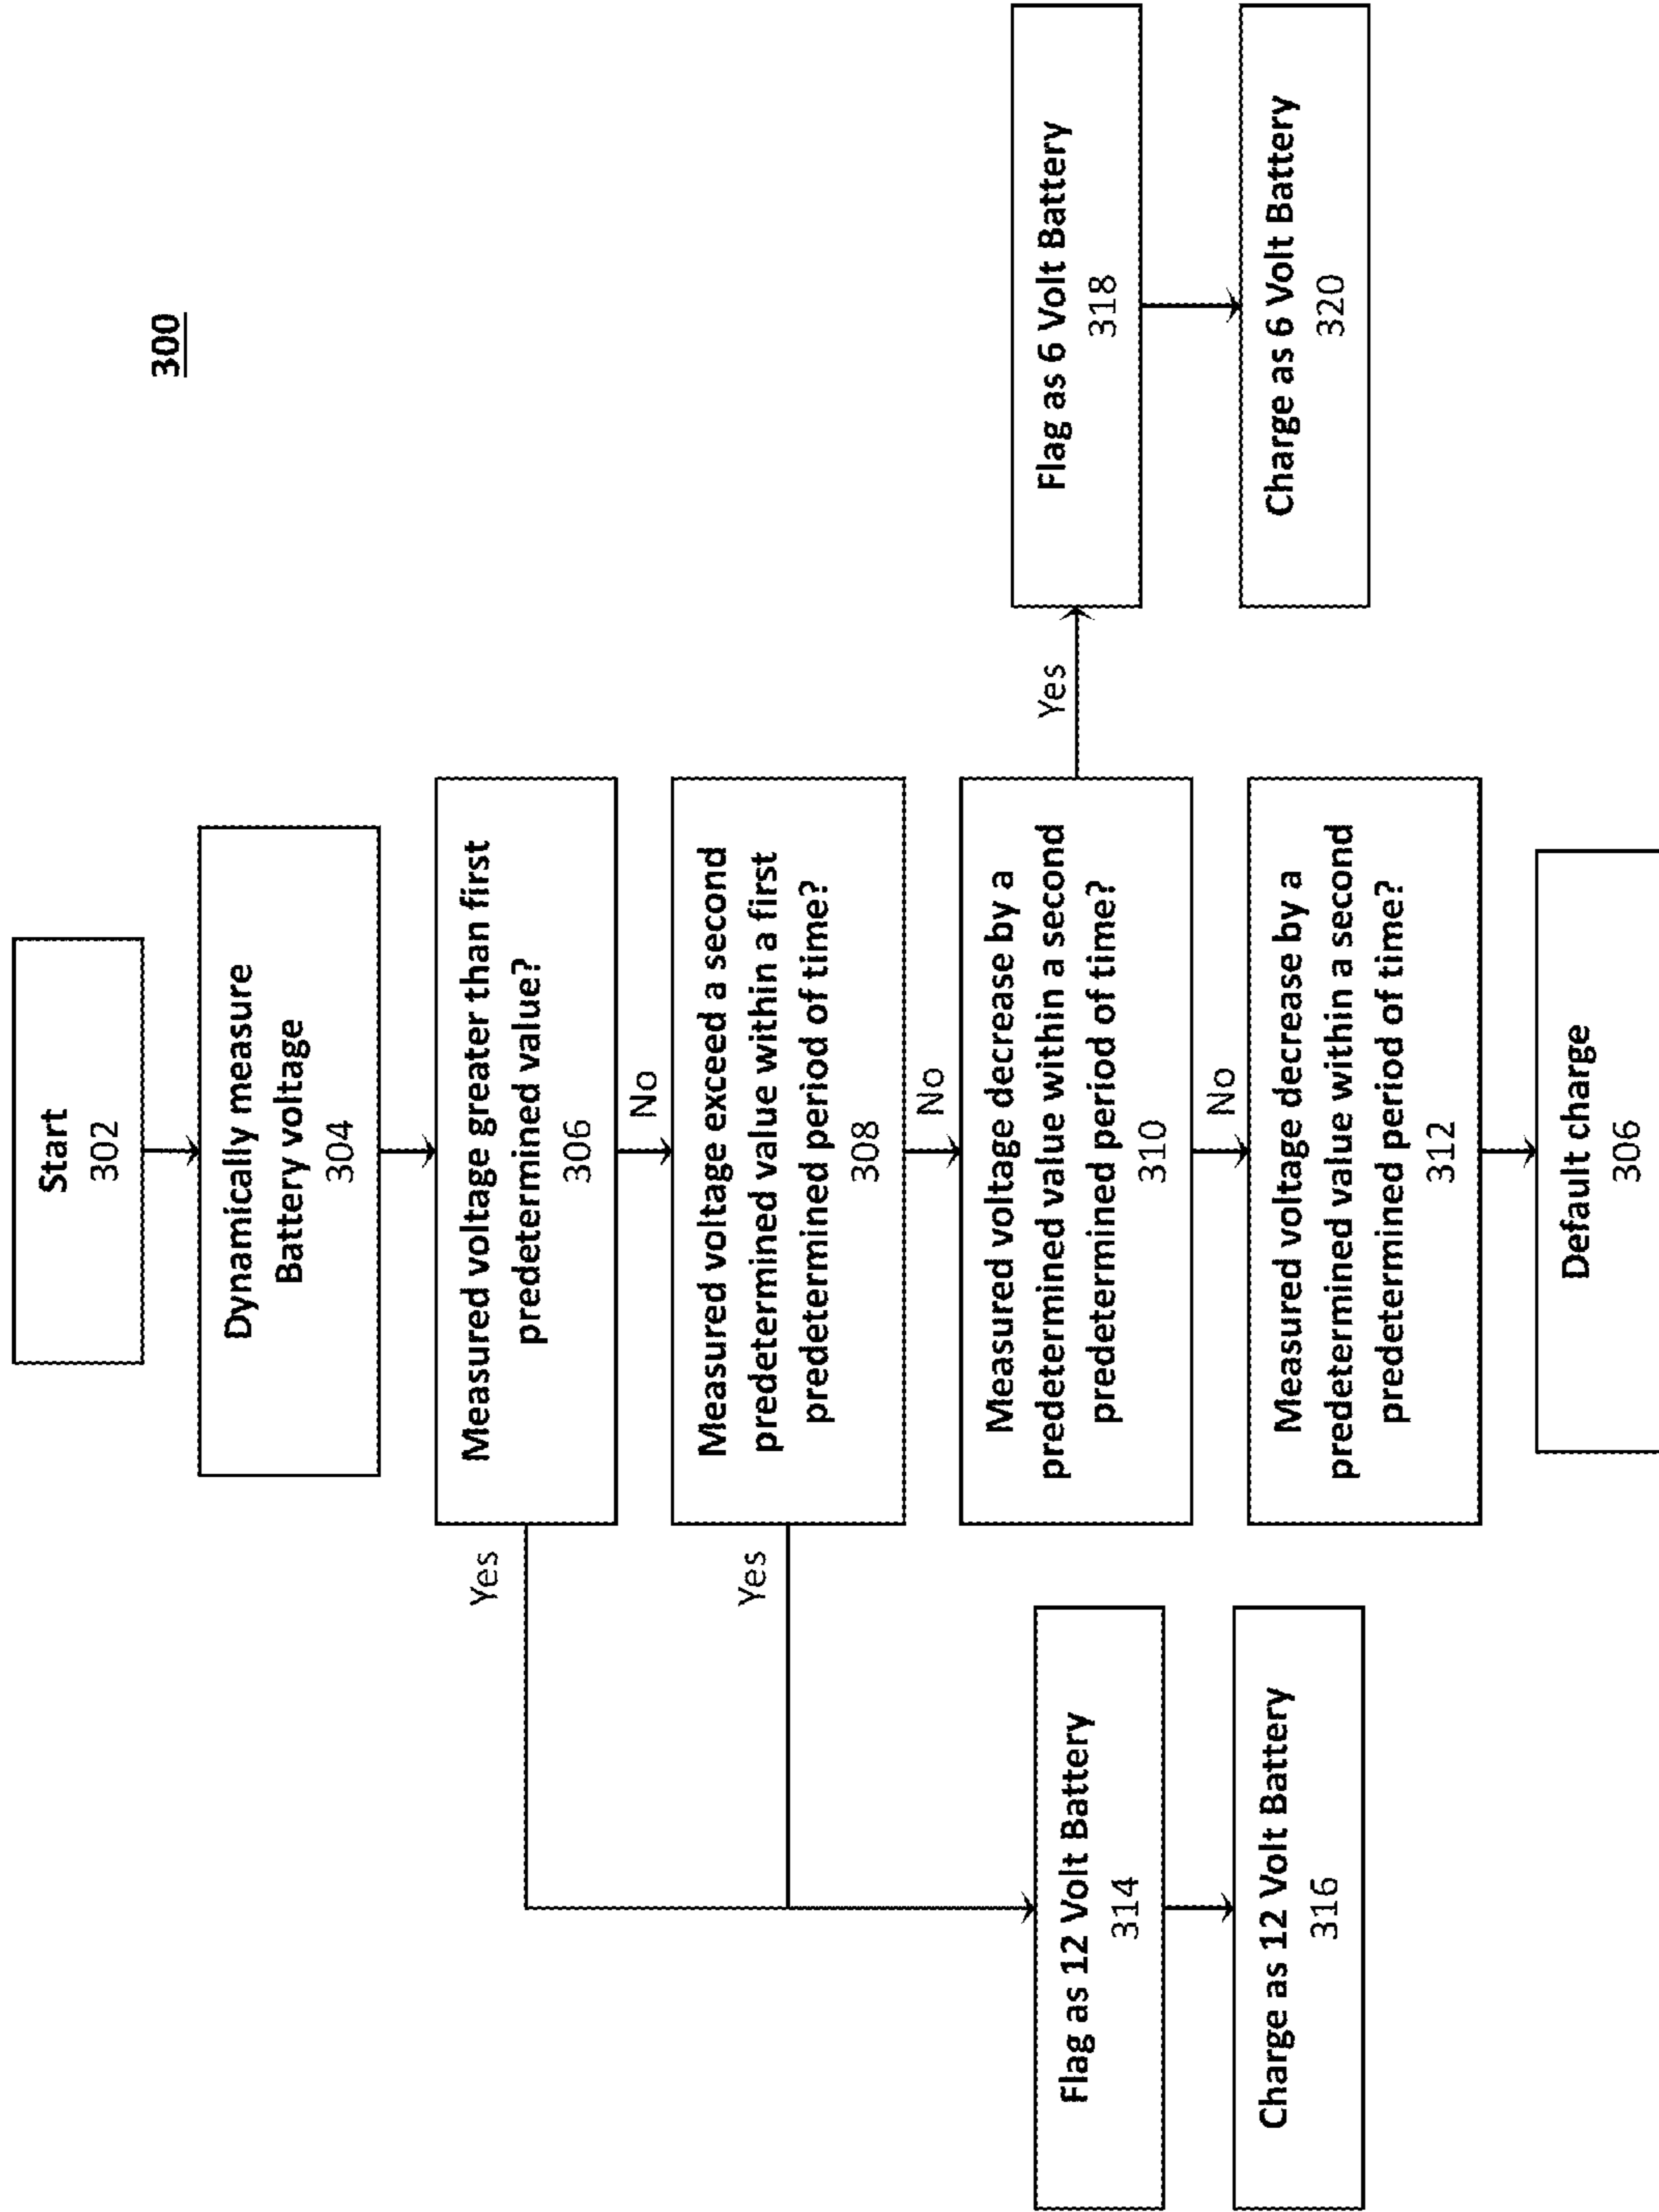 300
Start
302
Dynamically measure
Battery voltage
304
Measured voltage greater than first
predetermined value?
306
Yes
No
Measured voltage exceed a second
predetermined value within a first
predetermined period of time?
308
Yes
No
Measured voltage decrease by a
predetermined value within a second
predetermined period of time?
310
Yes
No
Measured voltage decrease by a
predetermined value within a second
predetermined period of time?
312
Default charge
306
Flag as 12 Volt Battery
314
Charge as 12 Volt Battery
316
Flag as 6 Volt Battery
318
Charge as 6 Volt Battery
320